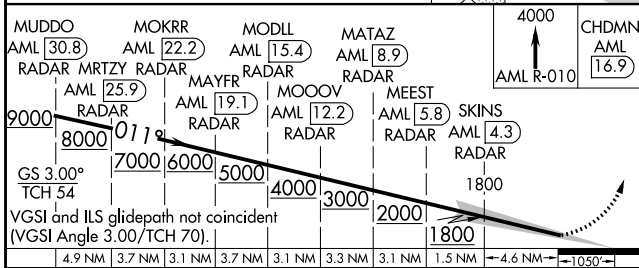 MUDDO
AML 30.8
RADAR
MRTZY
AML 25.9
RADAR
MOKRR
AML 22.2
RADAR
MAYFR
AML 19.1
RADAR
MODLL
AML 15.4
RADAR
MOOOV
AML 12.2
RADAR
MATAZ
AML 8.9
RADAR
MEEST
AML 5.8
RADAR
SKINS
AML 4.3
RADAR
4000
AML R-010
CHDMN
AML
16.9
9000
8000
011°
7000
6000
5000
4000
3000
2000
1800
1800
GS 3.00°
TCH 54
VGSI and ILS glidepath not coincident
(VGSI Angle 3.00/TCH 70).
4.9 NM 3.7 NM 3.1 NM 3.7 NM 3.1 NM 3.3 NM 3.1 NM 1.5 NM 4.6 NM 1050'